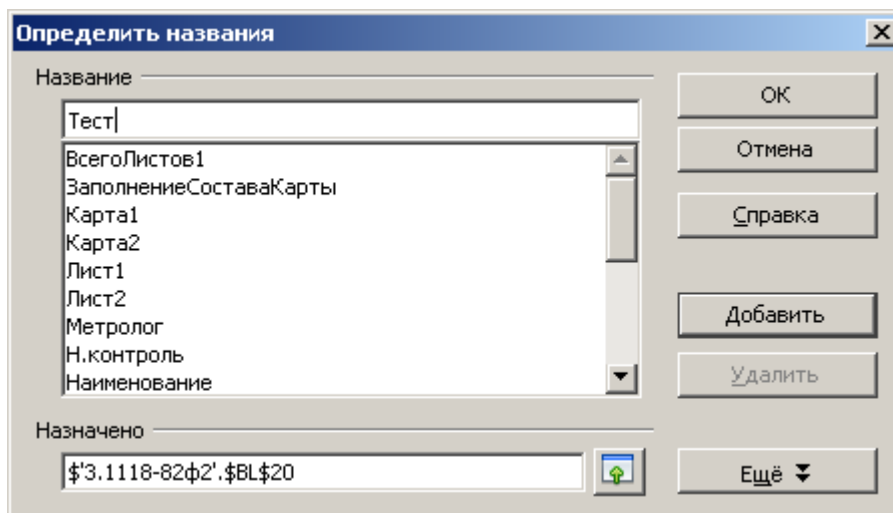 Определить названия
Название
Тест
ВсегоЛистов1
ЗаполнениеСоставаКарты
Карта1
Карта2
Лист1
Лист2
Метролог
Н.контроль
Наименование
Назначено
$'3.1118-82ф2'.$BL$20
ОК
Отмена
Справка
Добавить
Удалить
Ещё